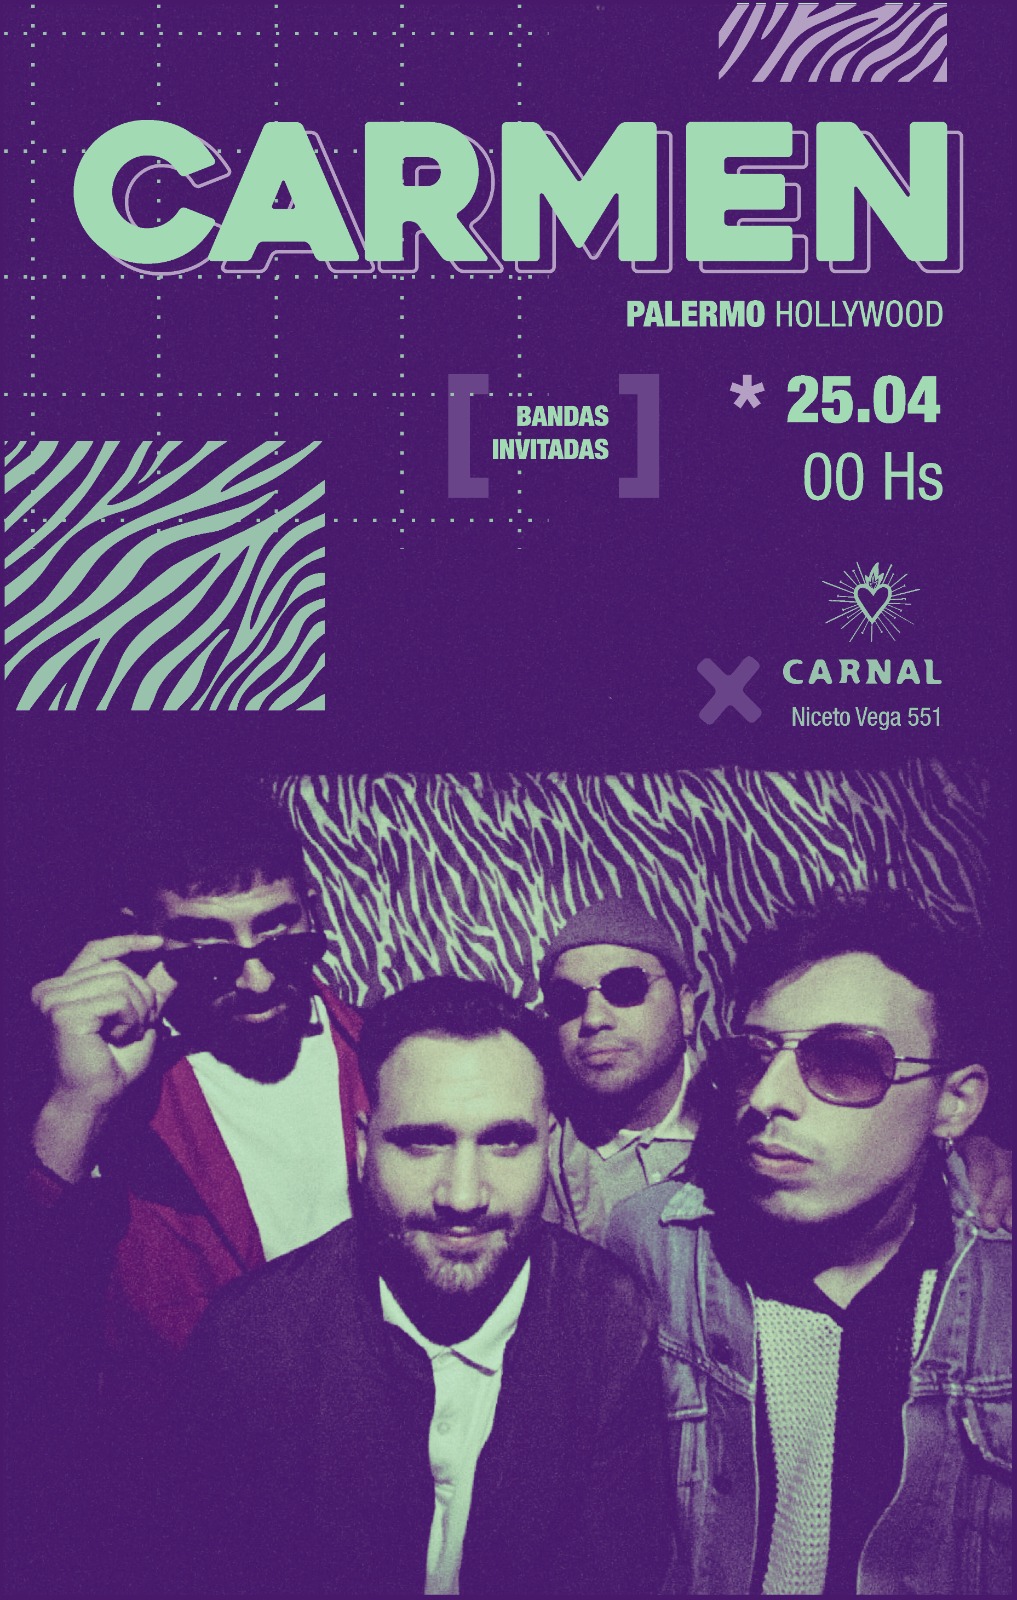 CARMEN
PALERMO HOLLYWOOD
BANDAS
INVITADAS
* 25.04
00 Hs
CARNAL
Niceto Vega 551